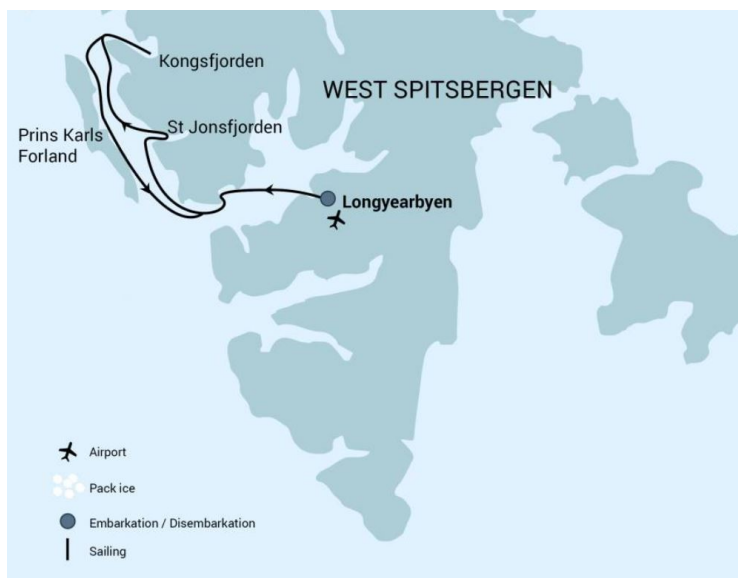 Kongsfjorden
WEST SPITSBERGEN
St Jonsfjorden
Prins Karls
Forland
Longyearbyen
Airport
Pack ice
Embarkation / Disembarkation
Sailing